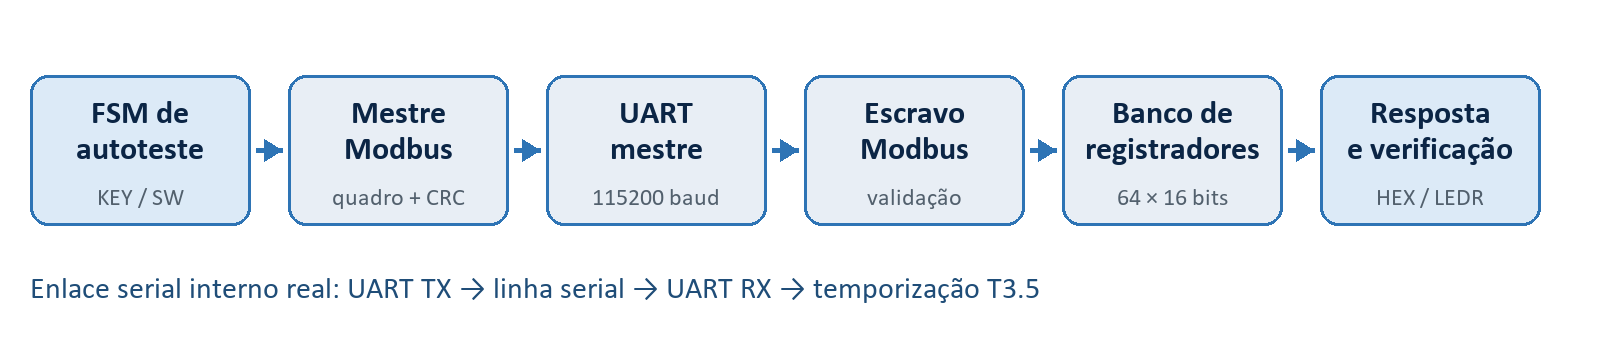 FSM de
autoteste
KEY / SW
Mestre
Modbus
quadro + CRC
UART
mestre
115200 baud
Escravo
Modbus
validação
Banco de
registradores
64 × 16 bits
Resposta
e verificação
HEX / LEDR
Enlace serial interno real: UART TX → linha serial → UART RX → temporização T3.5